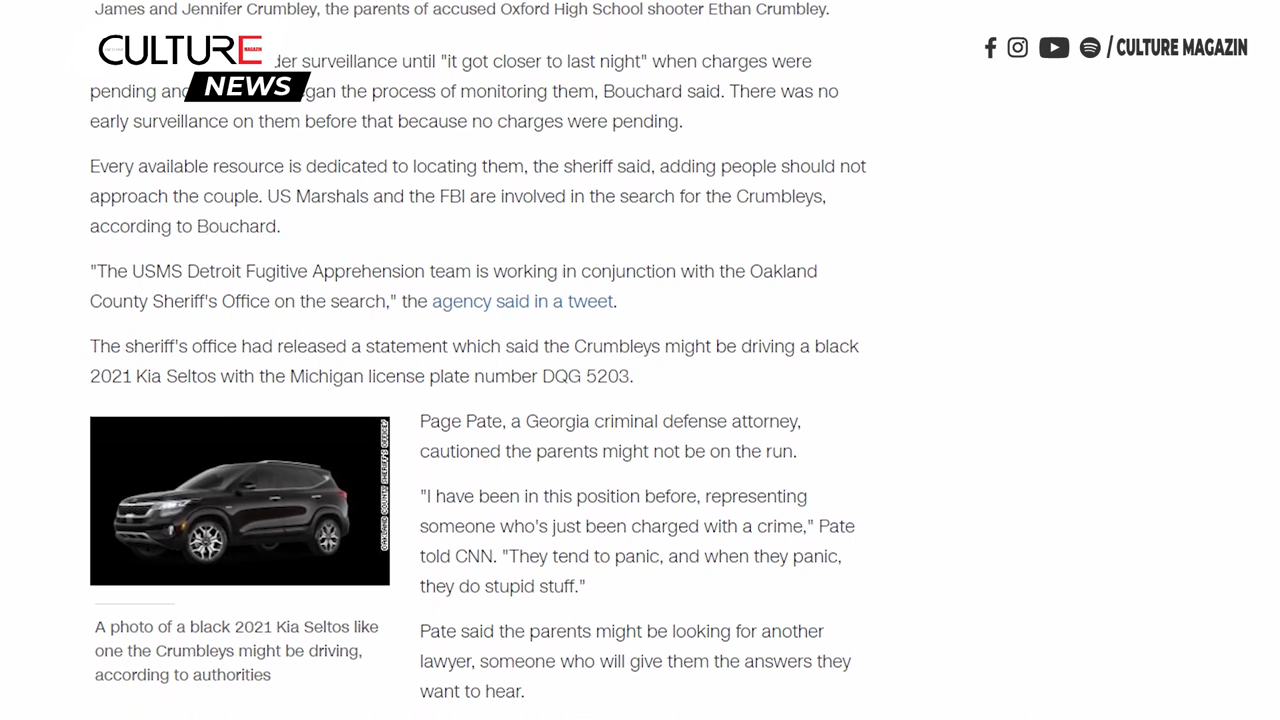 James and Jennifer Crumbley, the parents of accused Oxford High School shooter Ethan Crumbley.
CULTURE
MAGAZIN
NEWS
/ CULTURE MAGAZIN
der surveillance until "it got closer to last night" when charges were
pending and gan the process of monitoring them, Bouchard said. There was no
early surveillance on them before that because no charges were pending.
Every available resource is dedicated to locating them, the sheriff said, adding people should not
approach the couple. US Marshals and the FBI are involved in the search for the Crumbleys,
according to Bouchard.
"The USMS Detroit Fugitive Apprehension team is working in conjunction with the Oakland
County Sheriff's Office on the search," the agency said in a tweet.
The sheriff's office had released a statement which said the Crumbleys might be driving a black
2021 Kia Seltos with the Michigan license plate number DQG 5203.
OAKLAND COUNTY SHERIFF'S OFFICE
A photo of a black 2021 Kia Seltos like
one the Crumbleys might be driving,
according to authorities
Page Pate, a Georgia criminal defense attorney,
cautioned the parents might not be on the run.
"I have been in this position before, representing
someone who's just been charged with a crime," Pate
told CNN. "They tend to panic, and when they panic,
they do stupid stuff."
Pate said the parents might be looking for another
lawyer, someone who will give them the answers they
want to hear.